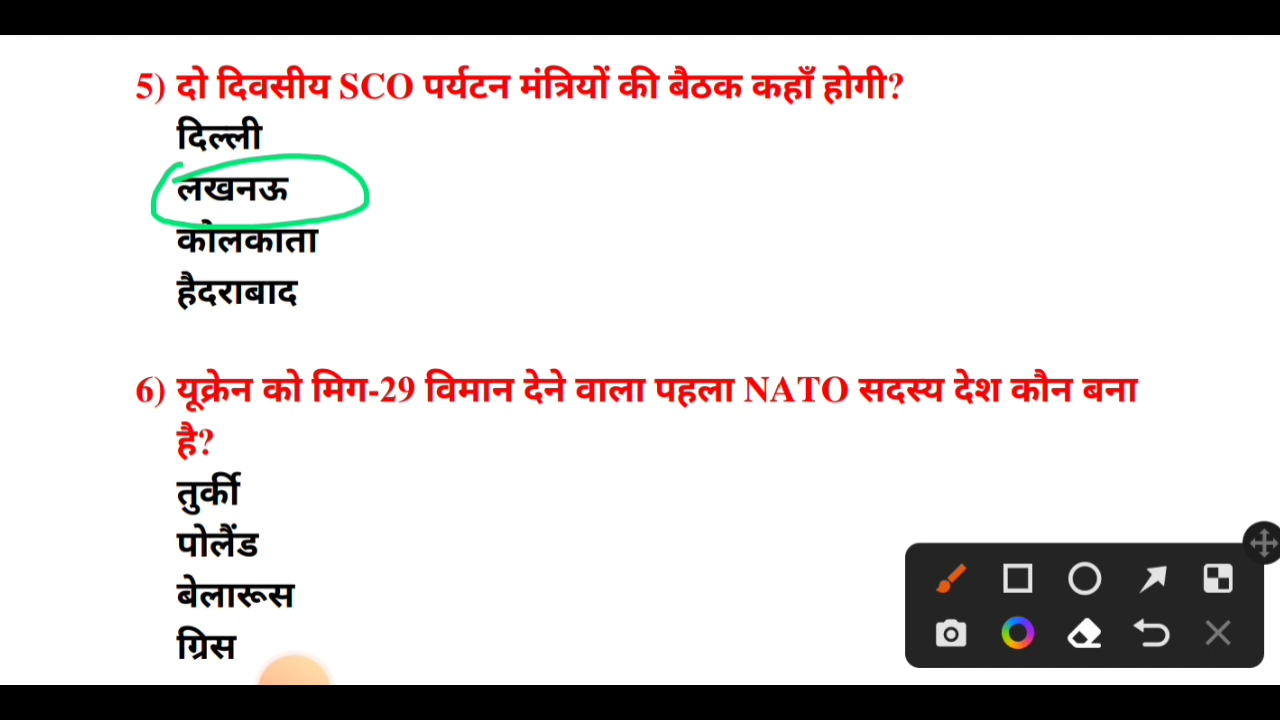 5) दो दिवसीय SCO पर्यटन मंत्रियों की बैठक कहाँ होगी?
दिल्ली
लखनऊ
कोलकाता
हैदराबाद
6) यूक्रेन को मिग-29 विमान देने वाला पहला NATO सदस्य देश कौन बना
है?
तुर्की
पोलैंड
बेलारूस
ग्रिस